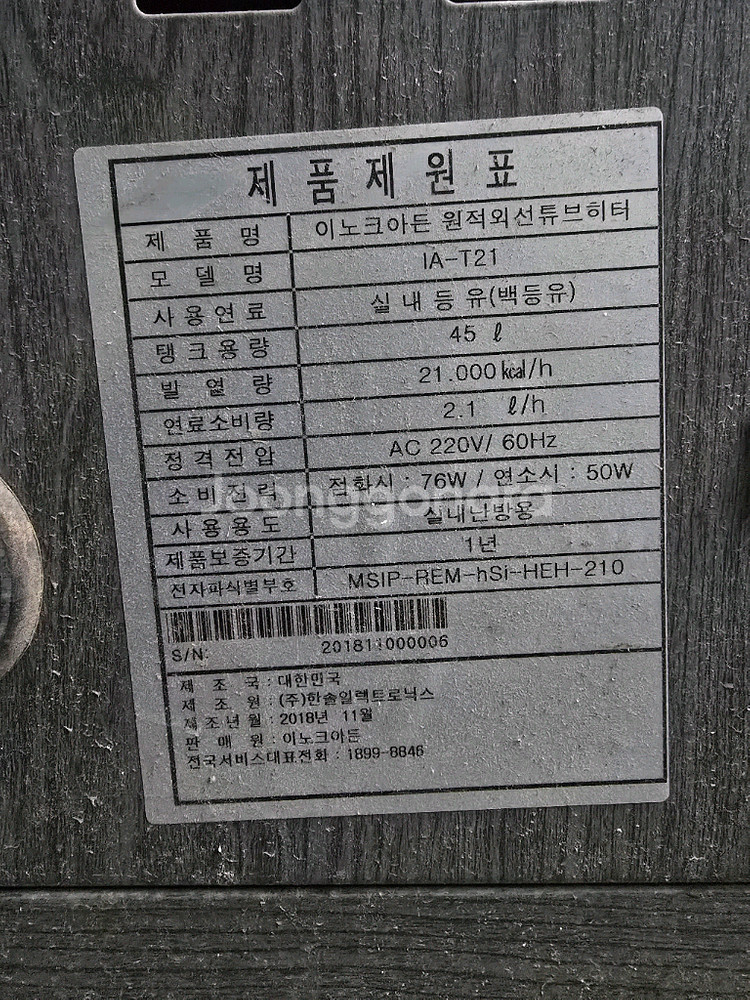 제품제원표
제품명 이노크아든 원적외선튜브히터
모델명 IA-T21
사용연료 실내등유(백등유)
탱크용량 45 ℓ
발열량 21.000㎉/h
연료소비량 2.1 ℓ/h
정격전압 AC 220V/ 60Hz
소비전력 점화시 : 76W / 연소시 : 50W
사용용도 실내난방용
제품보증기간 1년
전자파식별부호 MSIP-REM-hSi-HEH-210
S/N: 201811000006
제조국 : 대한민국
제조원 : (주)한솔일렉트로닉스
제조년월 : 2018년 11월
판매원 : 이노크아든
전국서비스대표전화 : 1899-8846
Joonggonara